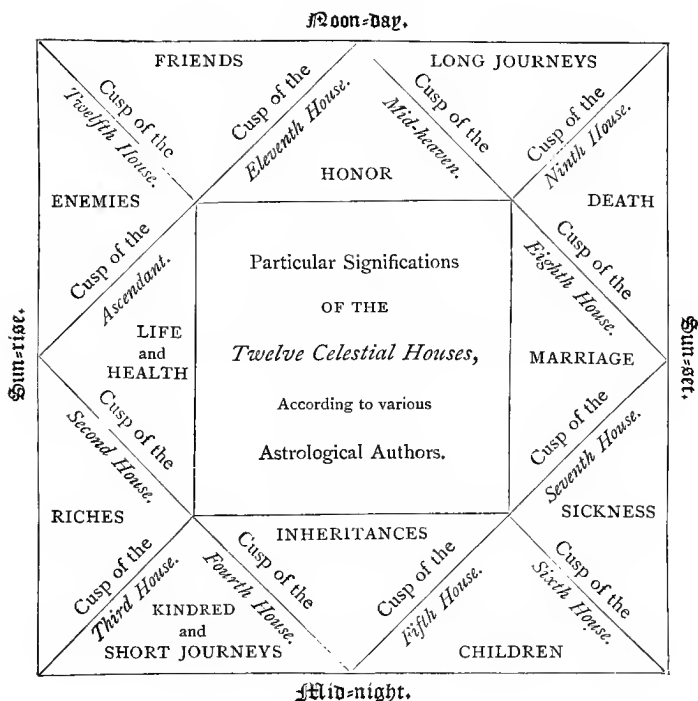 Noon=day.
FRIENDS
LONG JOURNEYS
Cusp of the
Twelfth House.
Cusp of the
Eleventh House.
Cusp of the
Mid-heaven.
Cusp of the
Ninth House.
HONOR
ENEMIES
DEATH
Cusp of the
Ascendant.
Cusp of the
Eighth House.
Particular Significations
OF THE
Twelve Celestial Houses,
According to various
Astrological Authors.
Sun=rise.
Sun=set.
LIFE
and
HEALTH
MARRIAGE
Cusp of the
Second House.
Cusp of the
Seventh House.
RICHES
SICKNESS
INHERITANCES
Cusp of the
Third House.
Cusp of the
Fourth House.
Cusp of the
Fifth House.
Cusp of the
Sixth House.
KINDRED
and
SHORT JOURNEYS
CHILDREN
Mid=night.